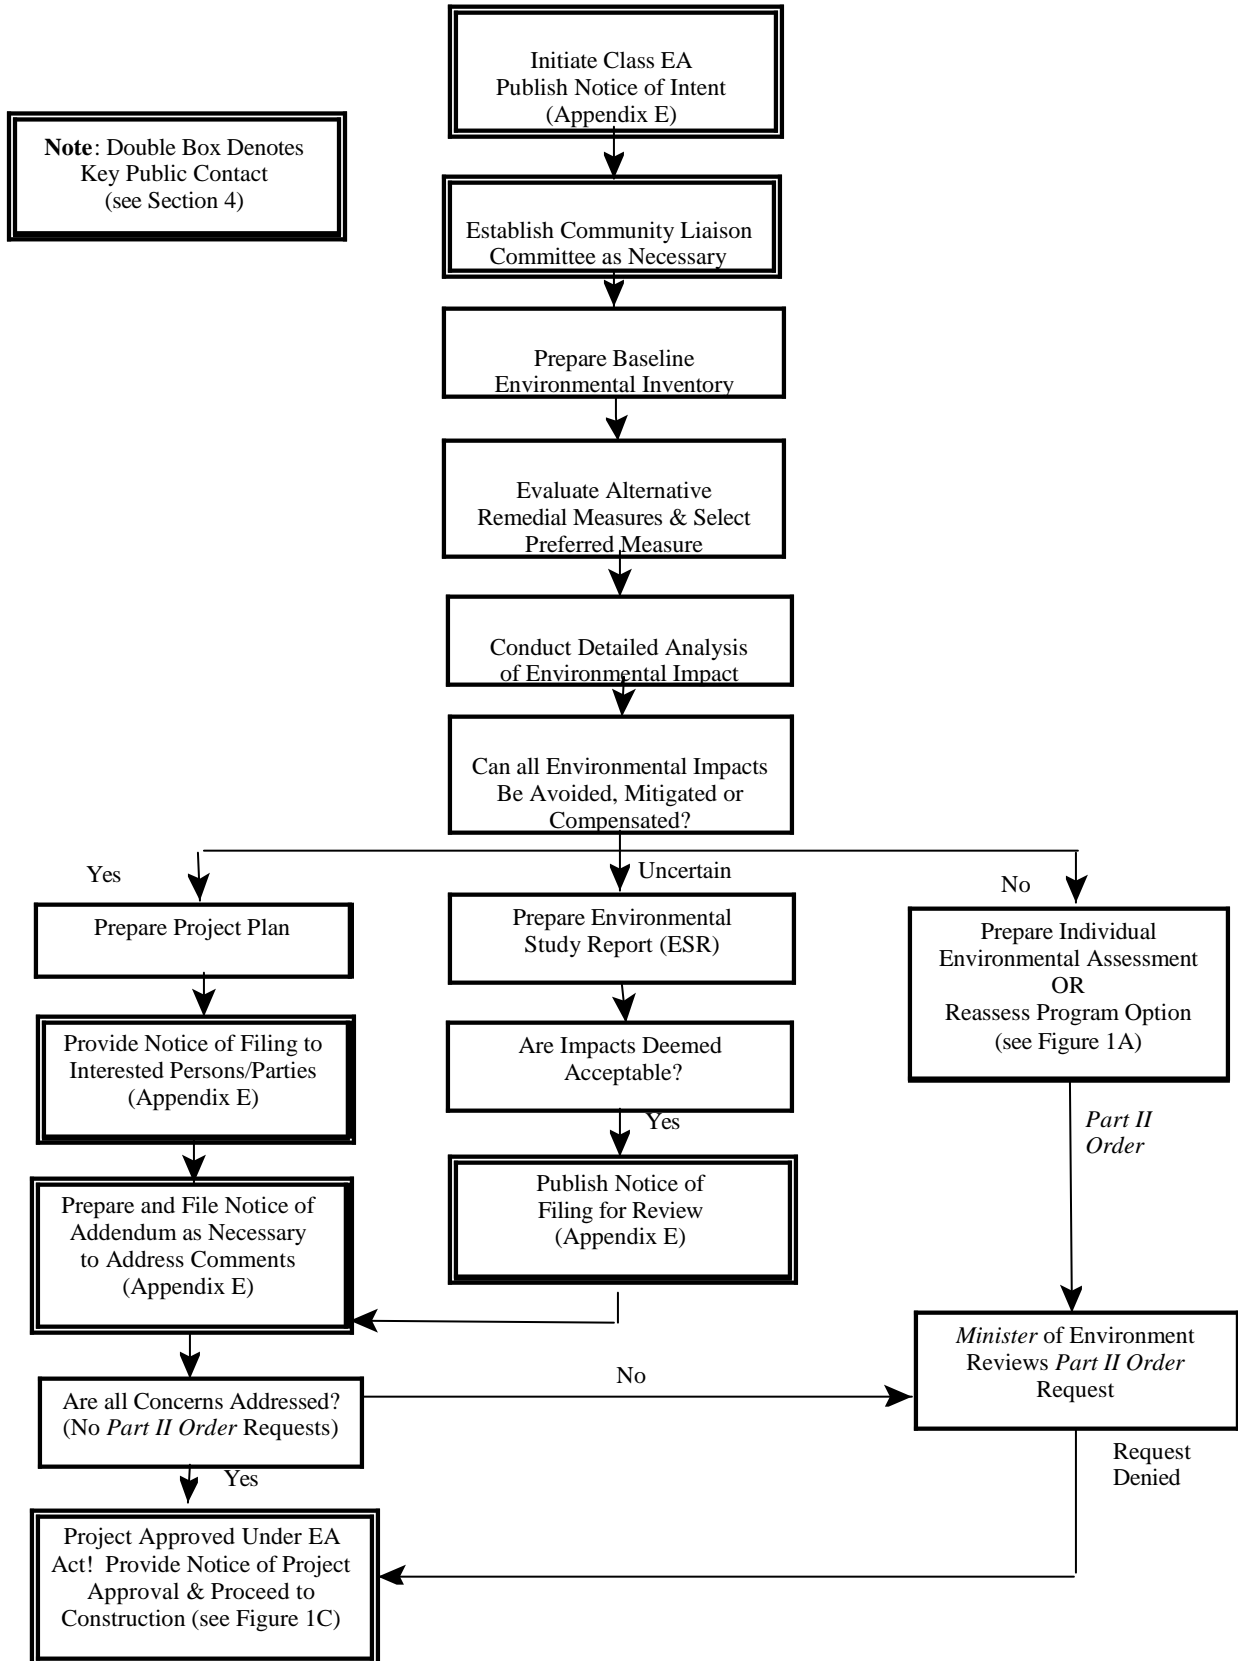 Initiate Class EA
Publish Notice of Intent
(Appendix E)
Note: Double Box Denotes
Key Public Contact
(see Section 4)
Establish Community Liaison
Committee as Necessary
Prepare Baseline
Environmental Inventory
Evaluate Alternative
Remedial Measures & Select
Preferred Measure
Conduct Detailed Analysis
of Environmental Impact
Can all Environmental Impacts
Be Avoided, Mitigated or
Compensated?
Yes
Uncertain
No
Prepare Project Plan
Prepare Environmental
Study Report (ESR)
Prepare Individual
Environmental Assessment
OR
Reassess Program Option
(see Figure 1A)
Provide Notice of Filing to
Interested Persons/Parties
(Appendix E)
Are Impacts Deemed
Acceptable?
Yes
Part II
Order
Prepare and File Notice of
Addendum as Necessary
to Address Comments
(Appendix E)
Publish Notice of
Filing for Review
(Appendix E)
Minister of Environment
Reviews Part II Order
Request
Are all Concerns Addressed?
(No Part II Order Requests)
No
Yes
Request
Denied
Project Approved Under EA
Act! Provide Notice of Project
Approval & Proceed to
Construction (see Figure 1C)